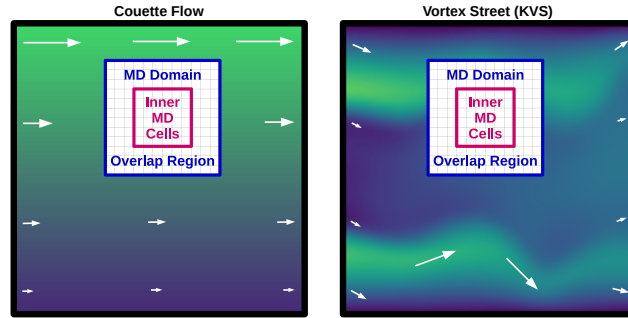 Couette Flow
MD Domain
Inner
MD
Cells
Overlap Region
Vortex Street (KVS)
MD Domain
Inner
MD
Cells
Overlap Region